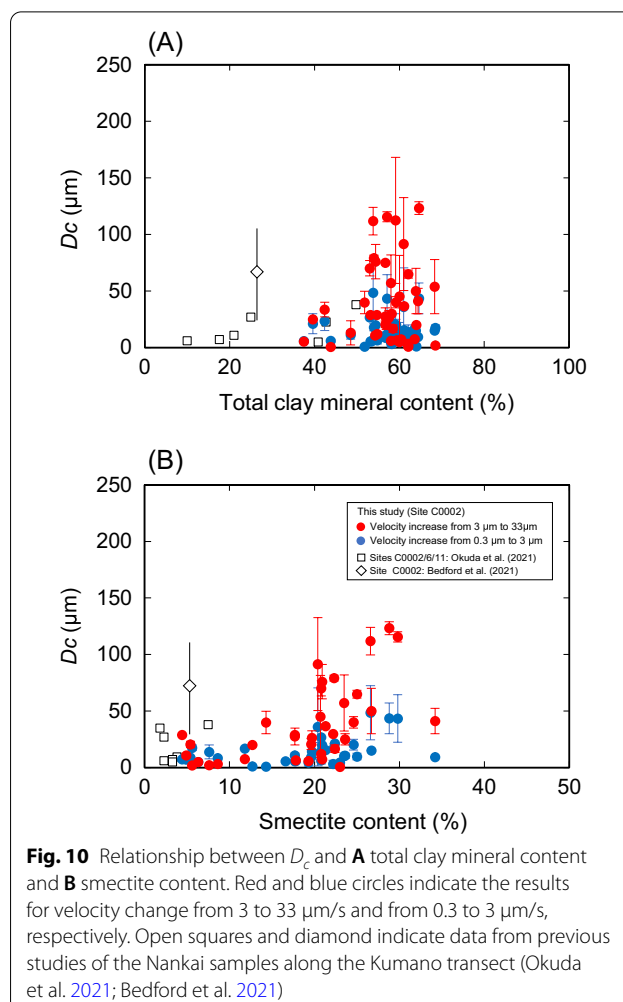 (A)
250
200
150
100
50
0
Dc (μm)
0 20 40 60 80 100
Total clay mineral content (%)
(B)
250
200
150
100
50
0
Dc (μm)
This study (Site C0002)
Velocity increase from 3 μm to 33μm
Velocity increase from 0.3 μm to 3 μm
Sites C0002/6/11: Okuda et al. (2021)
Site C0002: Bedford et al. (2021)
0 10 20 30 40 50
Smectite content (%)
Fig. 10 Relationship between Dc and A total clay mineral content
and B smectite content. Red and blue circles indicate the results
for velocity change from 3 to 33 μm/s and from 0.3 to 3 μm/s,
respectively. Open squares and diamond indicate data from previous
studies of the Nankai samples along the Kumano transect (Okuda
et al. 2021; Bedford et al. 2021)